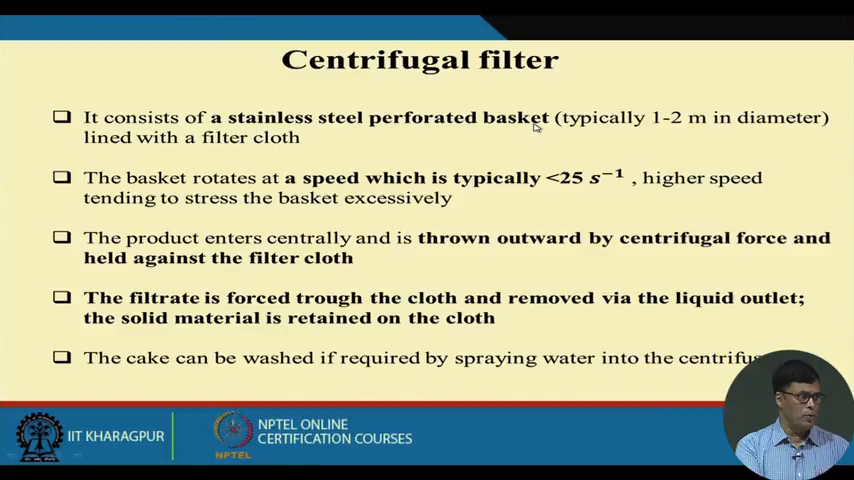 Centrifugal filter
❑ It consists of a stainless steel perforated basket (typically 1-2 m in diameter)
lined with a filter cloth
❑ The basket rotates at a speed which is typically <25 s⁻¹ , higher speed
tending to stress the basket excessively
❑ The product enters centrally and is thrown outward by centrifugal force and
held against the filter cloth
❑ The filtrate is forced trough the cloth and removed via the liquid outlet;
the solid material is retained on the cloth
❑ The cake can be washed if required by spraying water into the
IIT KHARAGPUR
NPTEL
NPTEL ONLINE
CERTIFICATION COURSES